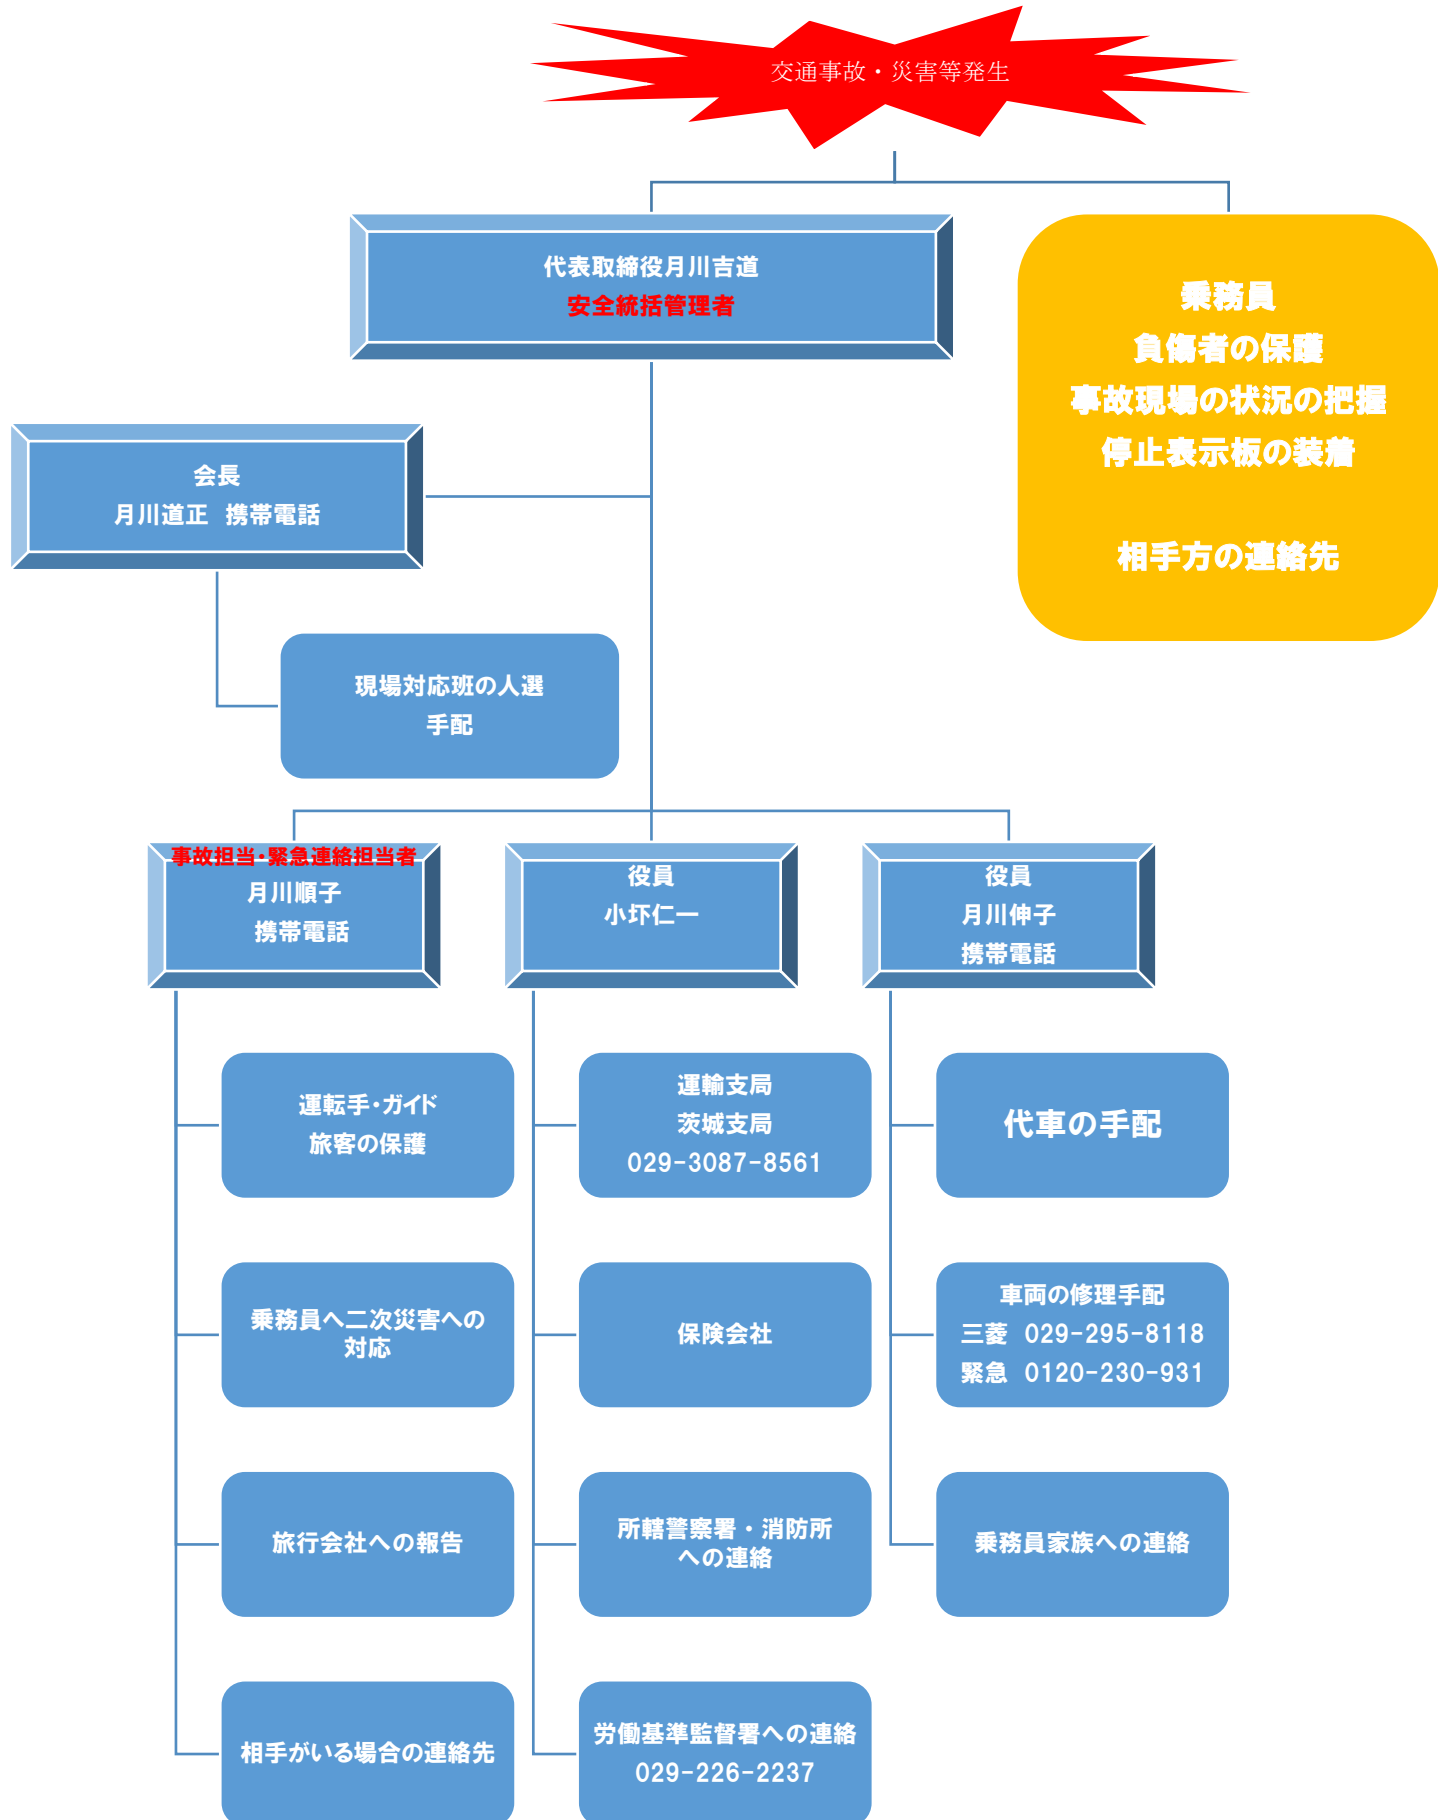 交通事故・災害等発生
代表取締役月川吉道
安全統括管理者
乗務員
負傷者の保護
事故現場の状況の把握
停止表示板の装着
相手方の連絡先
会長
月川道正　携帯電話
現場対応班の人選
手配
事故担当・緊急連絡担当者
月川順子
携帯電話
役員
小圷仁一
役員
月川伸子
携帯電話
運転手・ガイド
旅客の保護
運輸支局
茨城支局
029-3087-8561
代車の手配
乗務員へ二次災害への
対応
保険会社
車両の修理手配
三菱　029-295-8118
緊急　0120-230-931
旅行会社への報告
所轄警察署・消防所
への連絡
乗務員家族への連絡
相手がいる場合の連絡先
労働基準監督署への連絡
029-226-2237